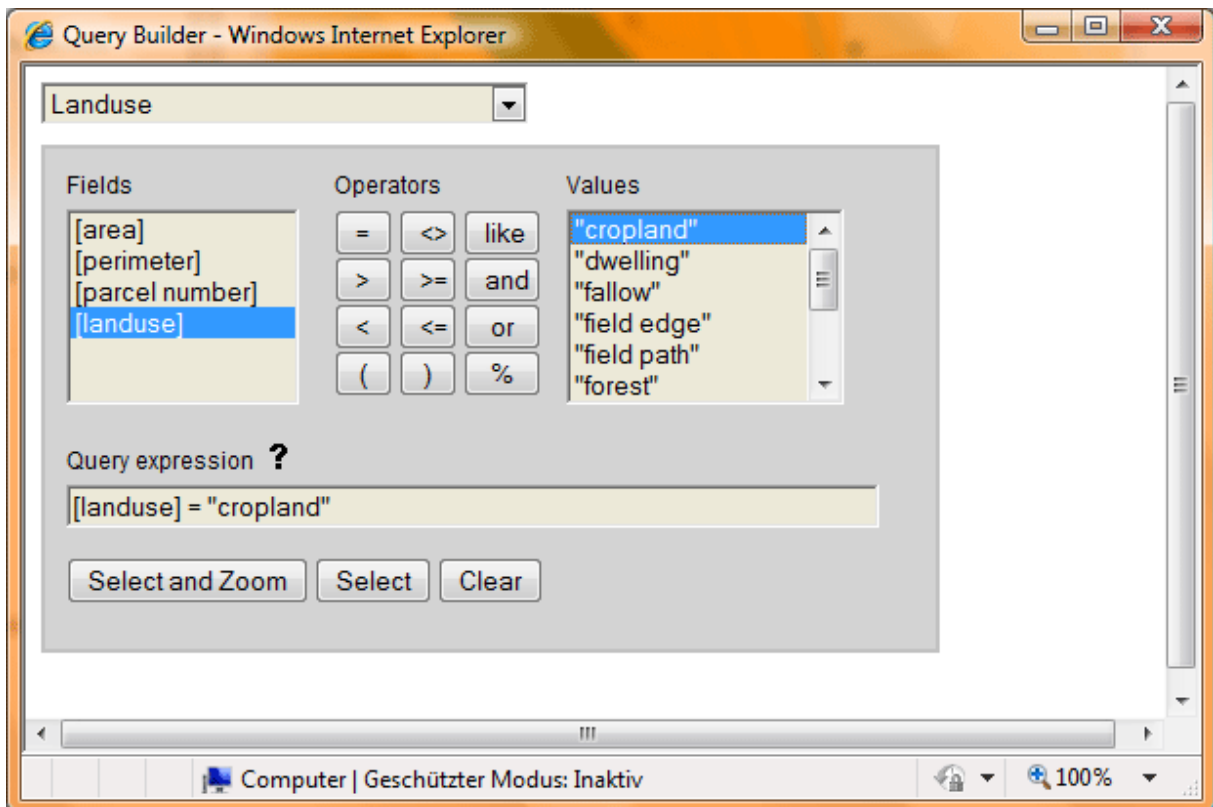 Query Builder - Windows Internet Explorer
Landuse
Fields
Operators
Values
[area]
[perimeter]
[parcel number]
[landuse]
= <> like
> >= and
< <= or
( ) %
"cropland"
"dwelling"
"fallow"
"field edge"
"field path"
"forest"
Query expression ?
[landuse] = "cropland"
Select and Zoom
Select
Clear
Computer | Geschützter Modus: Inaktiv
100%